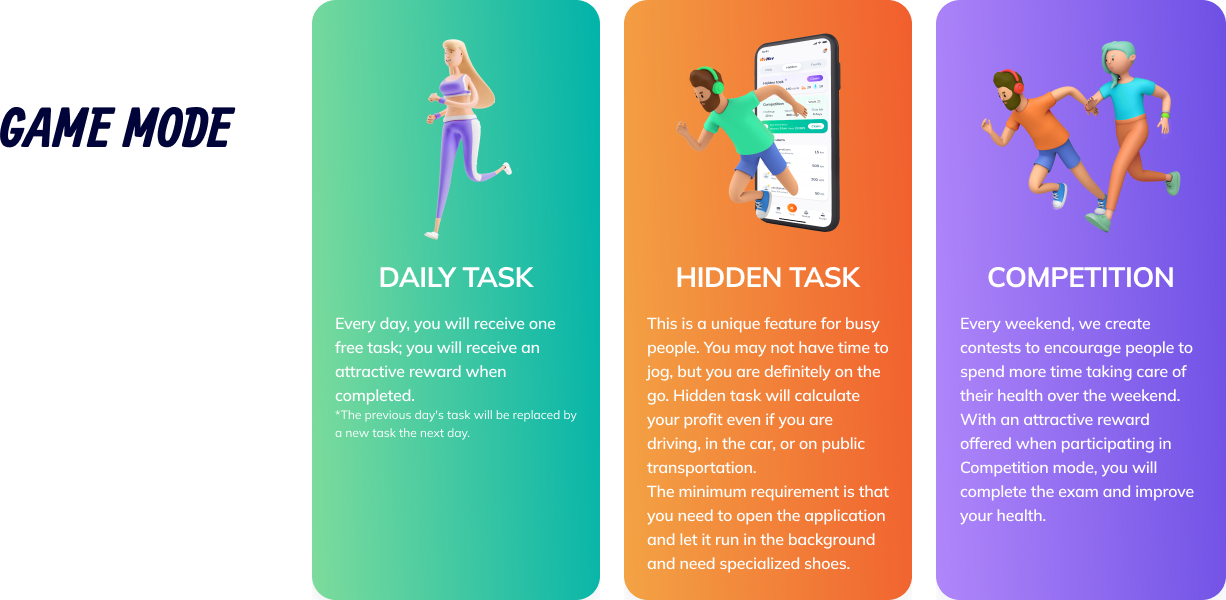 GAME MODE
DAILY TASK
Every day, you will receive one
free task; you will receive an
attractive reward when
completed.
*The previous day's task will be replaced by
a new task the next day.
HIDDEN TASK
This is a unique feature for busy
people. You may not have time to
jog, but you are definitely on the
go. Hidden task will calculate
your profit even if you are
driving, in the car, or on public
transportation.
The minimum requirement is that
you need to open the application
and let it run in the background
and need specialized shoes.
COMPETITION
Every weekend, we create
contests to encourage people to
spend more time taking care of
their health over the weekend.
With an attractive reward
offered when participating in
Competition mode, you will
complete the exam and improve
your health.